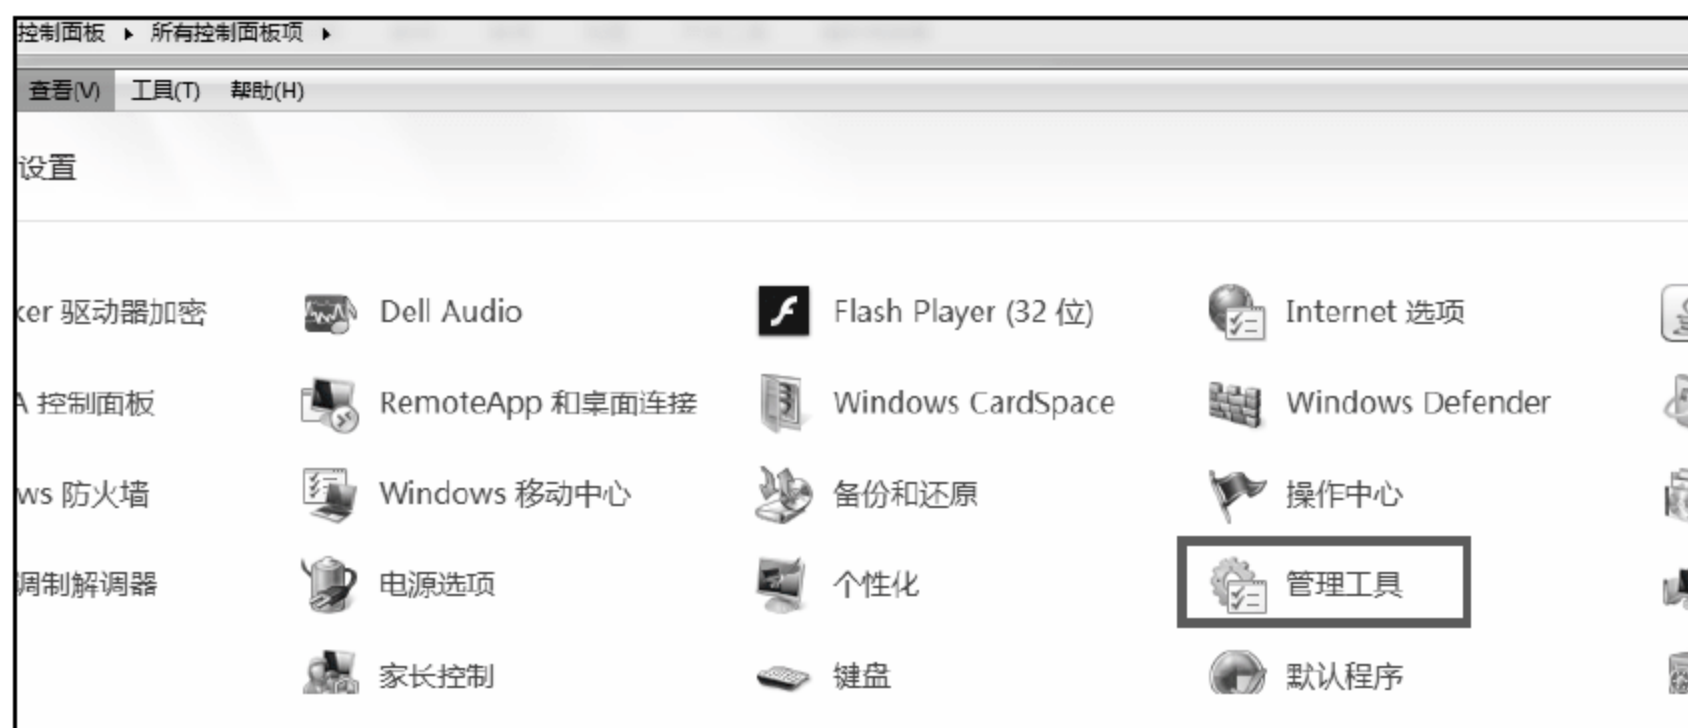 控制面板 ▸ 所有控制面板项 ▸
查看(V) 工具(T) 帮助(H)
设置
ker 驱动器加密 Dell Audio Flash Player (32 位) Internet 选项
A 控制面板 RemoteApp 和桌面连接 Windows CardSpace Windows Defender
ws 防火墙 Windows 移动中心 备份和还原 操作中心
调制解调器 电源选项 个性化 管理工具
家长控制 键盘 默认程序